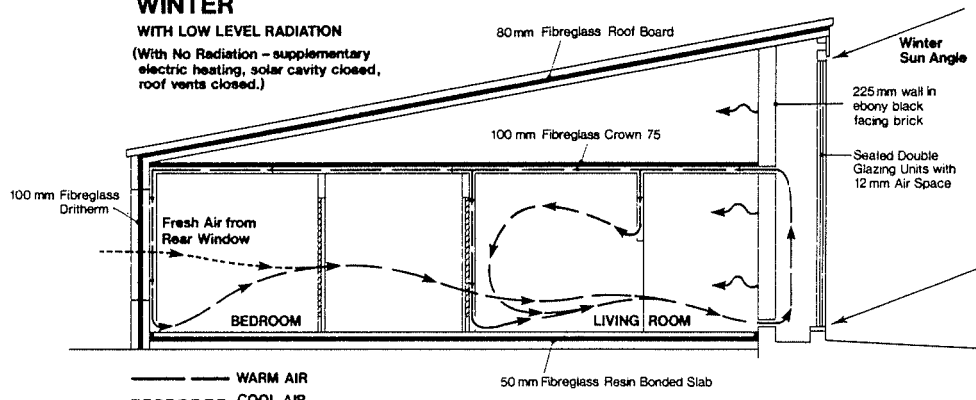 WINTER
WITH LOW LEVEL RADIATION
(With No Radiation – supplementary
electric heating, solar cavity closed,
roof vents closed.)
80 mm Fibreglass Roof Board
Winter
Sun Angle
225 mm wall in
ebony black
facing brick
100 mm Fibreglass Crown 75
Sealed Double
Glazing Units with
12 mm Air Space
100 mm Fibreglass
Dritherm
Fresh Air from
Rear Window
BEDROOM
LIVING ROOM
WARM AIR
50 mm Fibreglass Resin Bonded Slab
COOL AIR